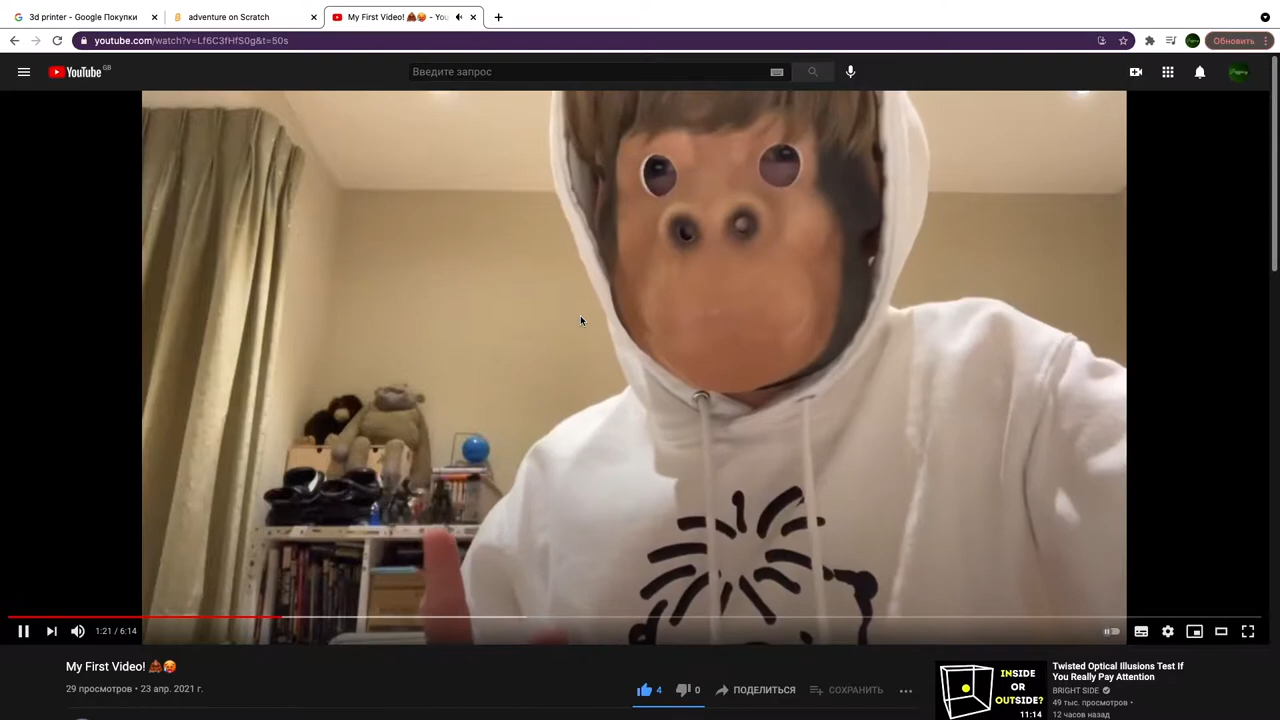 3d printer - Google Покупки
adventure on Scratch
My First Video! 💩🥵 - You
youtube.com/watch?v=Lf6C3fHfS0g&t=50s
Обновить
YouTube GB
Введите запрос
1:21 / 6:14
My First Video! 💩🥵
29 просмотров • 23 апр. 2021 г.
4
0
ПОДЕЛИТЬСЯ
СОХРАНИТЬ
INSIDE
OR
OUTSIDE?
11:14
Twisted Optical Illusions Test If
You Really Pay Attention
BRIGHT SIDE
49 тыс. просмотров •
12 часов назад